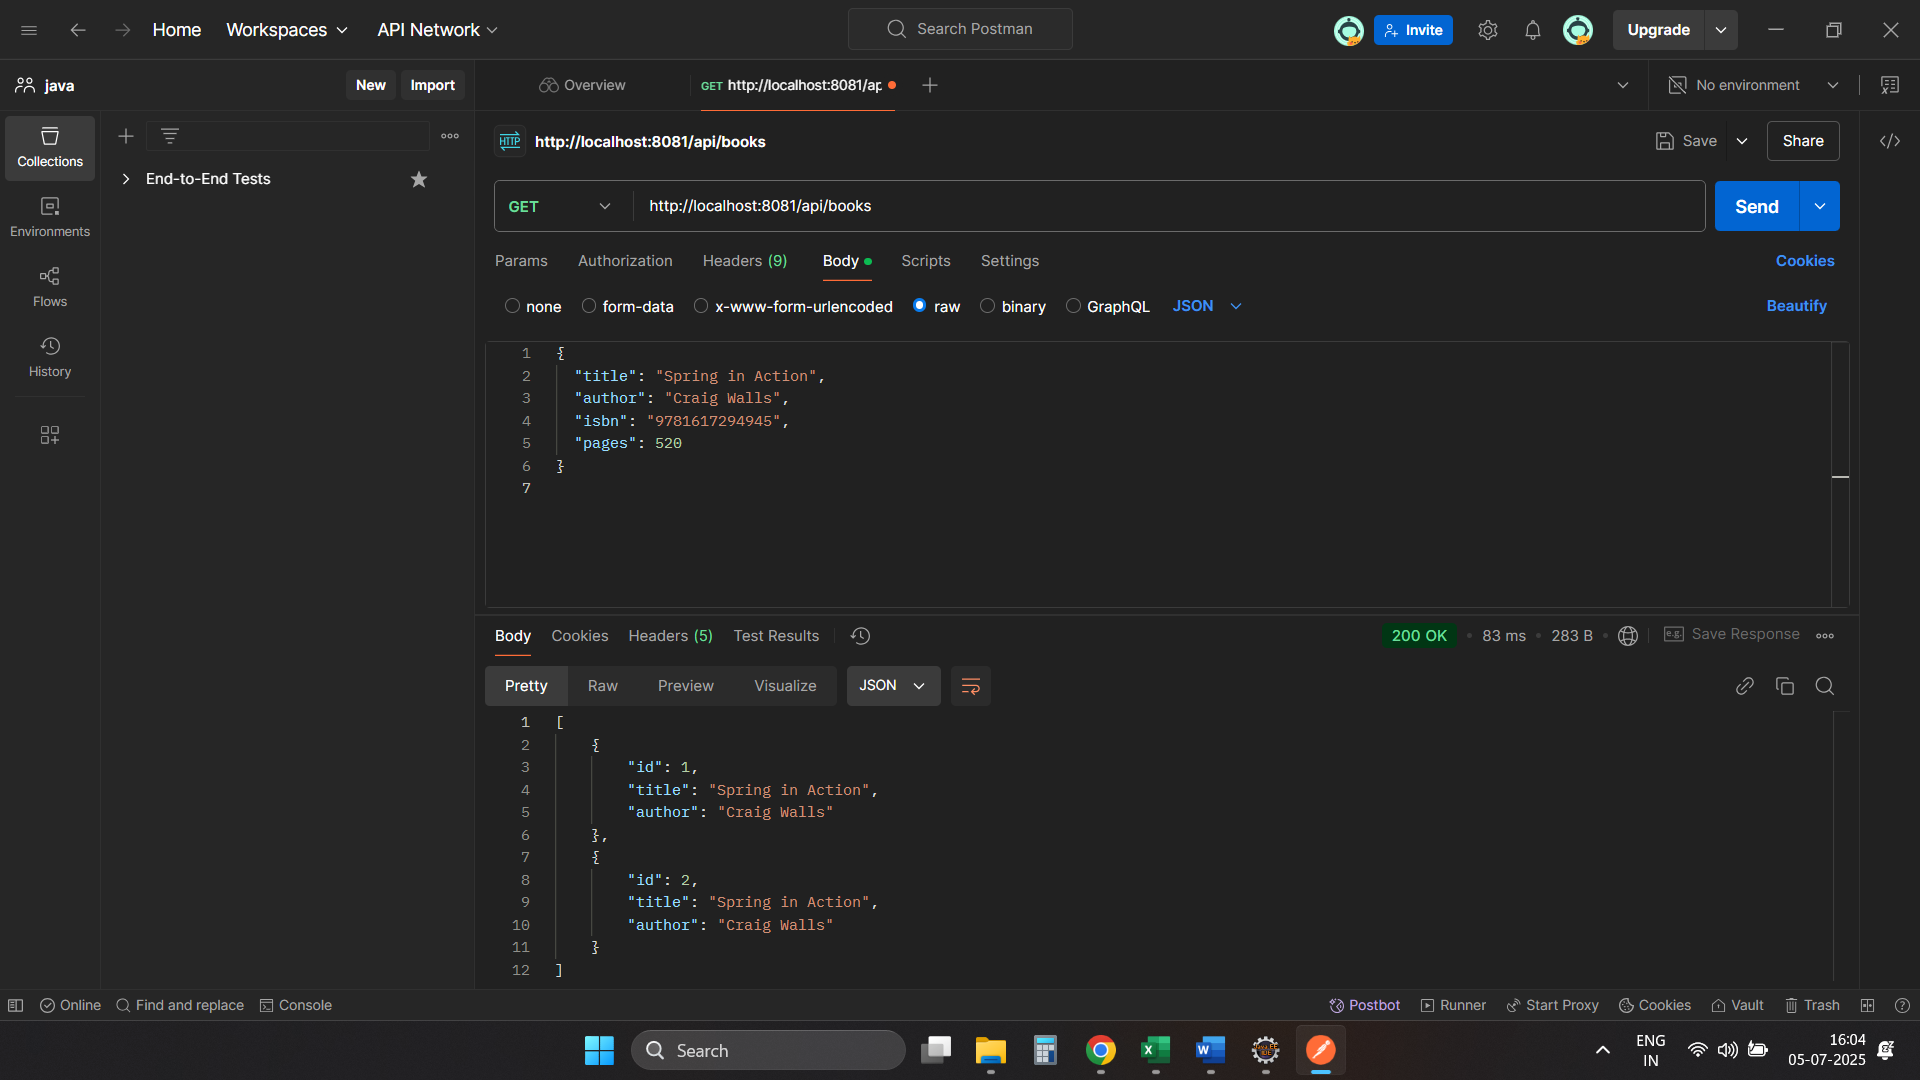 Home Workspaces API Network Search Postman Invite Upgrade
java New Import Overview GET http://localhost:8081/ap No environment
HTTP http://localhost:8081/api/books Save Share
Collections
End-to-End Tests
Environments
Flows
History
GET http://localhost:8081/api/books Send
Params Authorization Headers (9) Body Scripts Settings Cookies
none form-data x-www-form-urlencoded raw binary GraphQL JSON Beautify
1 {
2 "title": "Spring in Action",
3 "author": "Craig Walls",
4 "isbn": "9781617294945",
5 "pages": 520
6 }
7
Body Cookies Headers (5) Test Results 200 OK 83 ms 283 B e.g. Save Response
Pretty Raw Preview Visualize JSON
1 [
2 {
3 "id": 1,
4 "title": "Spring in Action",
5 "author": "Craig Walls"
6 },
7 {
8 "id": 2,
9 "title": "Spring in Action",
10 "author": "Craig Walls"
11 }
12 ]
Online Find and replace Console Postbot Runner Start Proxy Cookies Vault Trash
Search
ENG
IN
16:04
05-07-2025